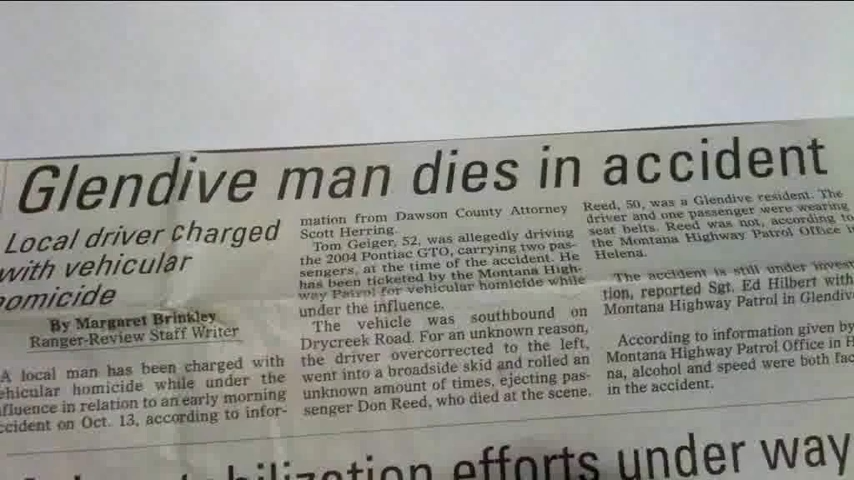 Glendive man dies in accident
Local driver charged
with vehicular
homicide
By Margaret Brinkley
Ranger-Review Staff Writer
A local man has been charged with
vehicular homicide while under the
influence in relation to an early morning
accident on Oct. 13, according to infor-
mation from Dawson County Attorney
Scott Herring.
Tom Geiger, 52, was allegedly driving
the 2004 Pontiac GTO, carrying two pas-
sengers, at the time of the accident. He
has been ticketed by the Montana High-
way Patrol for vehicular homicide while
under the influence.
The vehicle was southbound on
Drycreek Road. For an unknown reason,
the driver overcorrected to the left,
went into a broadside skid and rolled an
unknown amount of times, ejecting pas-
senger Don Reed, who died at the scene.
Reed, 50, was a Glendive resident. The
driver and one passenger were wearing
seat belts. Reed was not, according to
the Montana Highway Patrol Office in
Helena.
The accident is still under inves
tion, reported Sgt. Ed Hilbert with
Montana Highway Patrol in Glendiv
According to information given by
Montana Highway Patrol Office in H
na, alcohol and speed were both fac
in the accident.
efforts under way